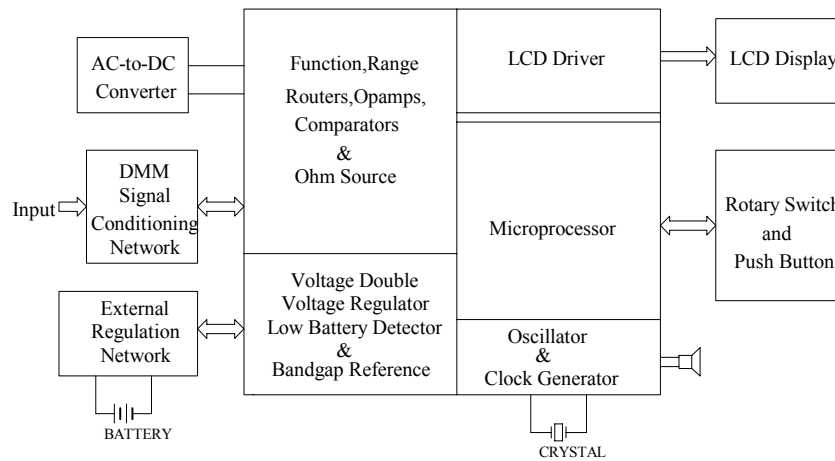 AC-to-DC
Converter
Function,Range
Routers,Opamps,
Comparators
&
Ohm Source
LCD Driver
LCD Display
Input
DMM
Signal
Conditioning
Network
Microprocessor
Rotary Switch
and
Push Button
External
Regulation
Network
BATTERY
Voltage Double
Voltage Regulator
Low Battery Detector
&
Bandgap Reference
Oscillator
&
Clock Generator
CRYSTAL